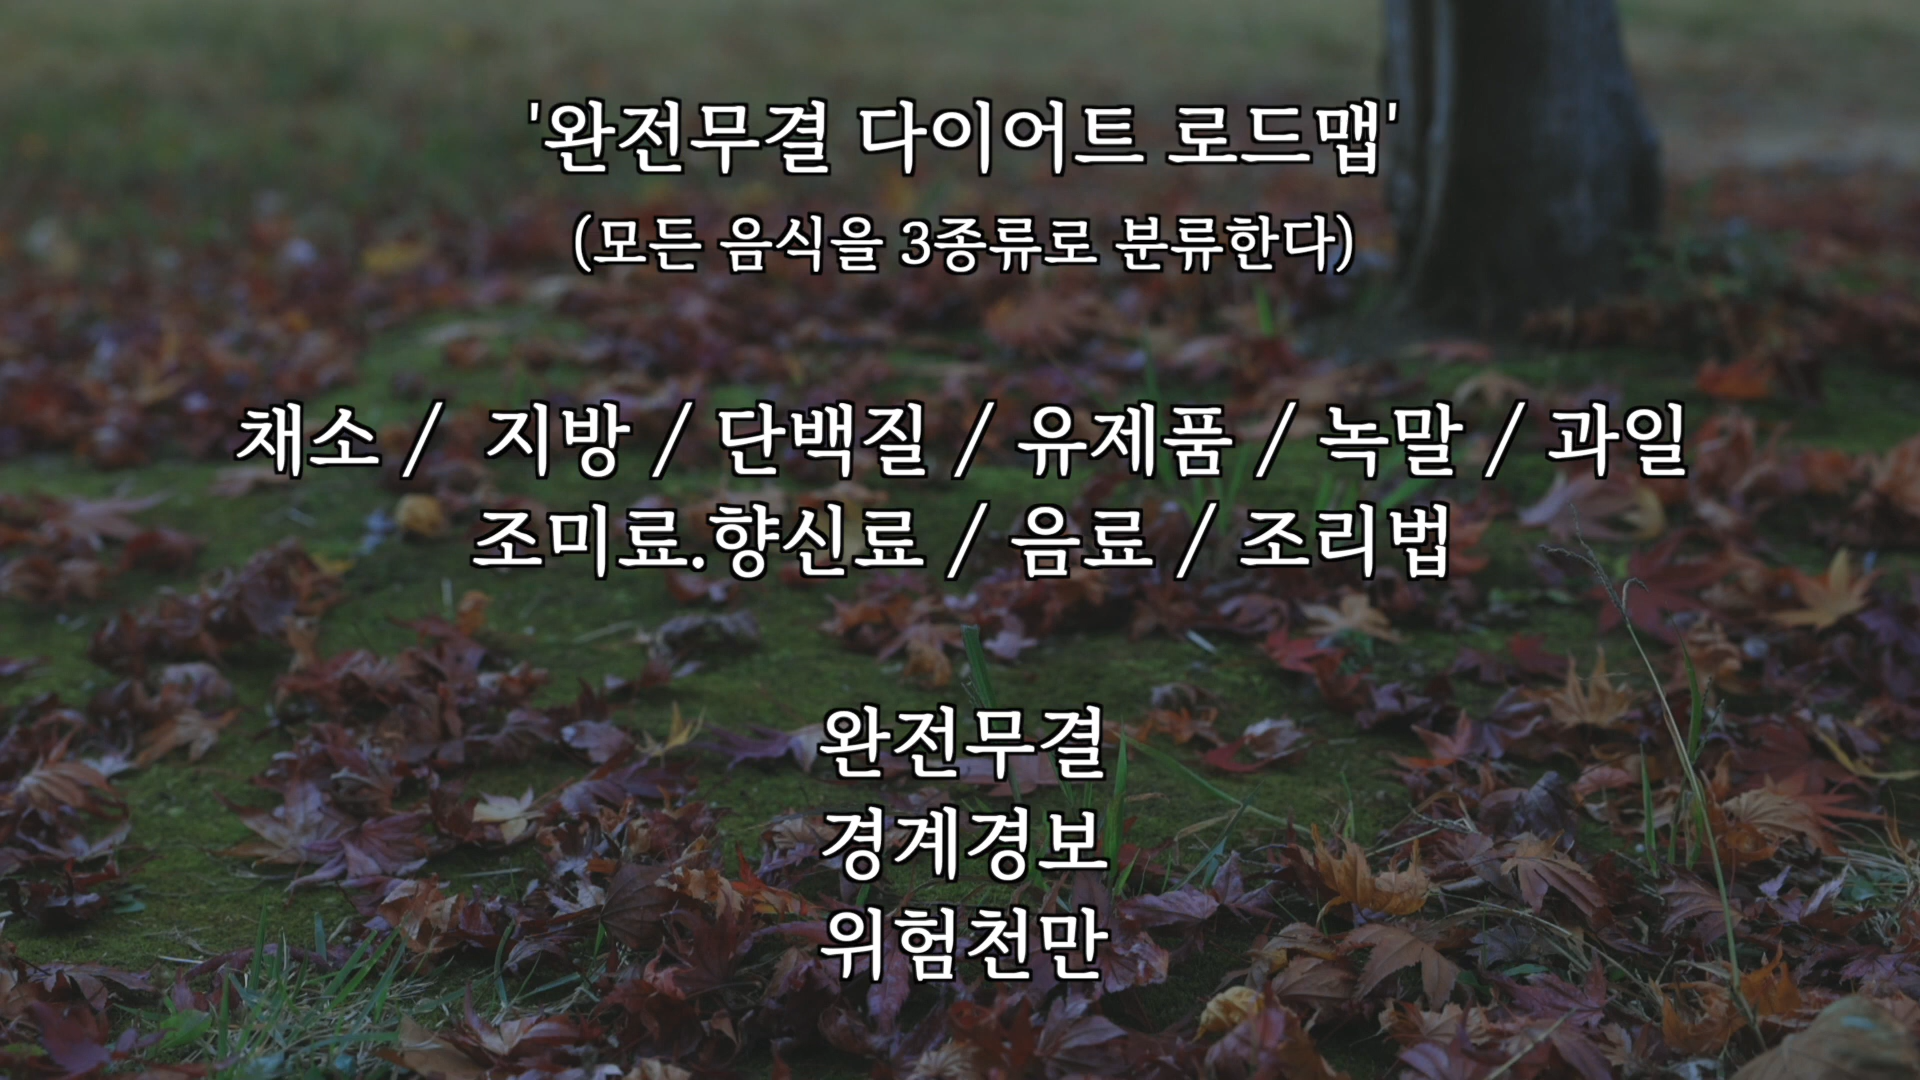 '완전무결 다이어트 로드맵'
(모든 음식을 3종류로 분류한다)
채소 / 지방 / 단백질 / 유제품 / 녹말 / 과일
조미료.향신료 / 음료 / 조리법
완전무결
경계경보
위험천만